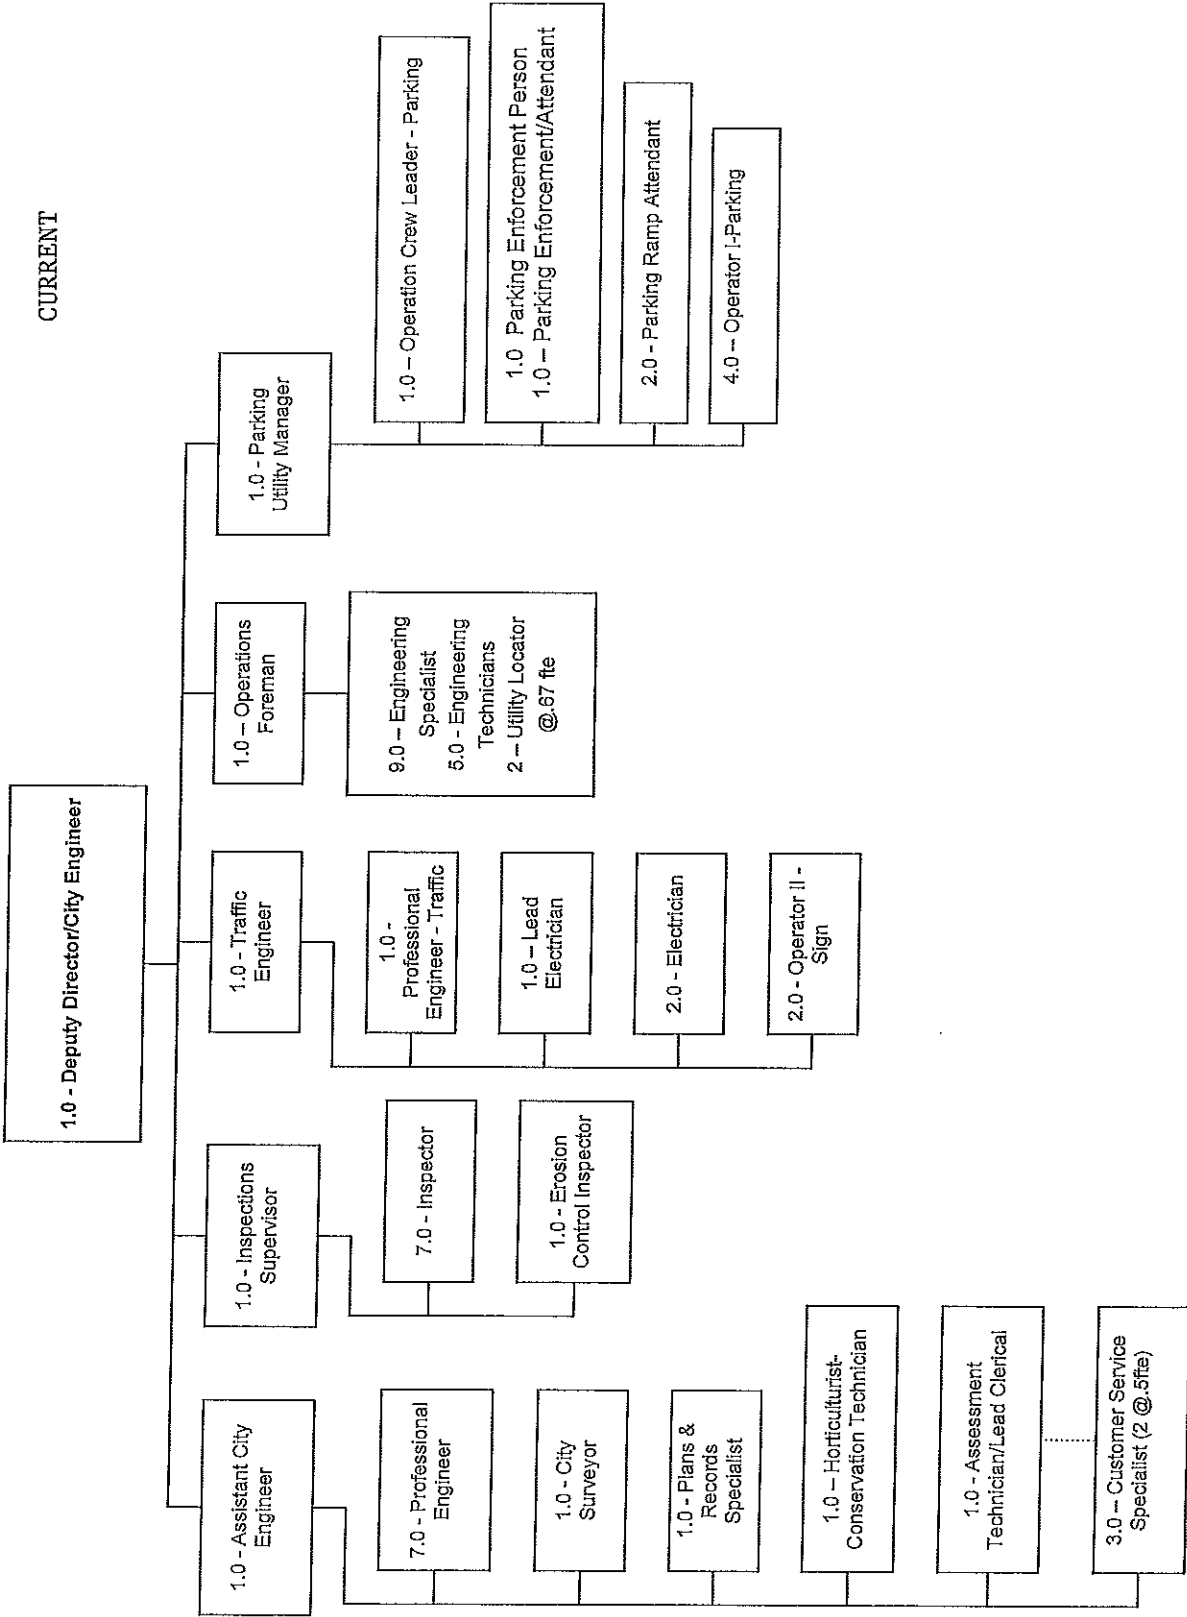 CURRENT
1.0 - Deputy Director/City Engineer
1.0 - Assistant City
Engineer
7.0 - Professional
Engineer
1.0 - City
Surveyor
1.0 - Plans &
Records
Specialist
1.0 – Horticulturist-
Conservation Technician
1.0 - Assessment
Technician/Lead Clerical
3.0 – Customer Service
Specialist (2 @.5fte)
1.0 - Inspections
Supervisor
7.0 - Inspector
1.0 - Erosion
Control Inspector
1.0 - Traffic
Engineer
1.0 -
Professional
Engineer - Traffic
1.0 – Lead
Electrician
2.0 - Electrician
2.0 - Operator II -
Sign
1.0 – Operations
Foreman
9.0 – Engineering
Specialist
5.0 - Engineering
Technicians
2 – Utility Locator
@.67 fte
1.0 - Parking
Utility Manager
1.0 – Operation Crew Leader - Parking
1.0 Parking Enforcement Person
1.0 – Parking Enforcement/Attendant
2.0 - Parking Ramp Attendant
4.0 – Operator I-Parking